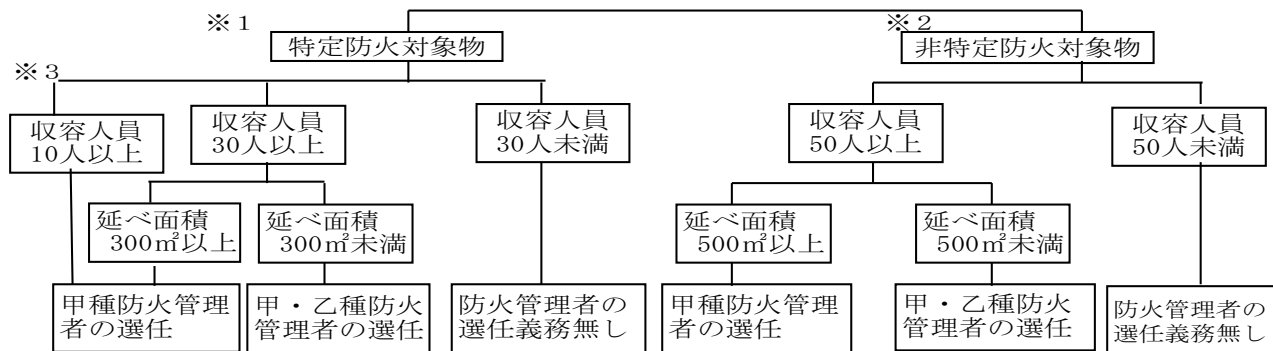 ※1
特定防火対象物
※2
非特定防火対象物
※3
収容人員
10人以上
収容人員
30人以上
収容人員
30人未満
収容人員
50人以上
収容人員
50人未満
延べ面積
300㎡以上
延べ面積
300㎡未満
延べ面積
500㎡以上
延べ面積
500㎡未満
甲種防火管理
者の選任
甲・乙種防火
管理者の選任
防火管理者の
選任義務無し
甲種防火管理
者の選任
甲・乙種防火
管理者の選任
防火管理者の
選任義務無し